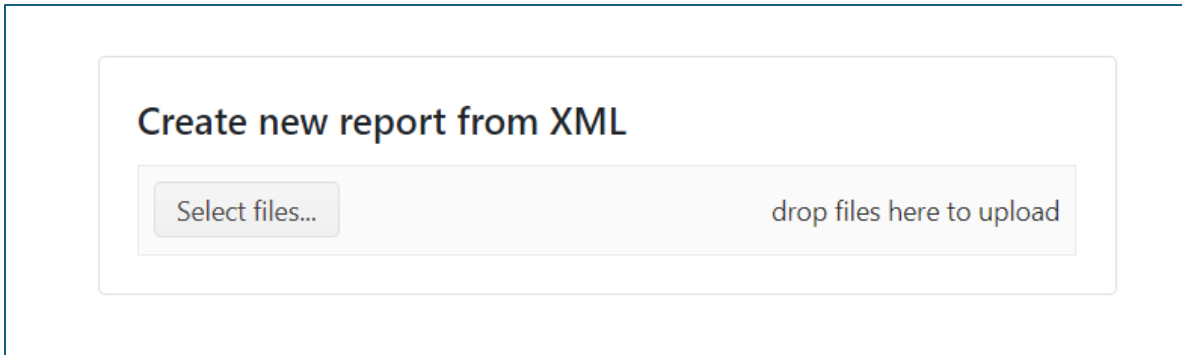 Create new report from XML
Select files... drop files here to upload